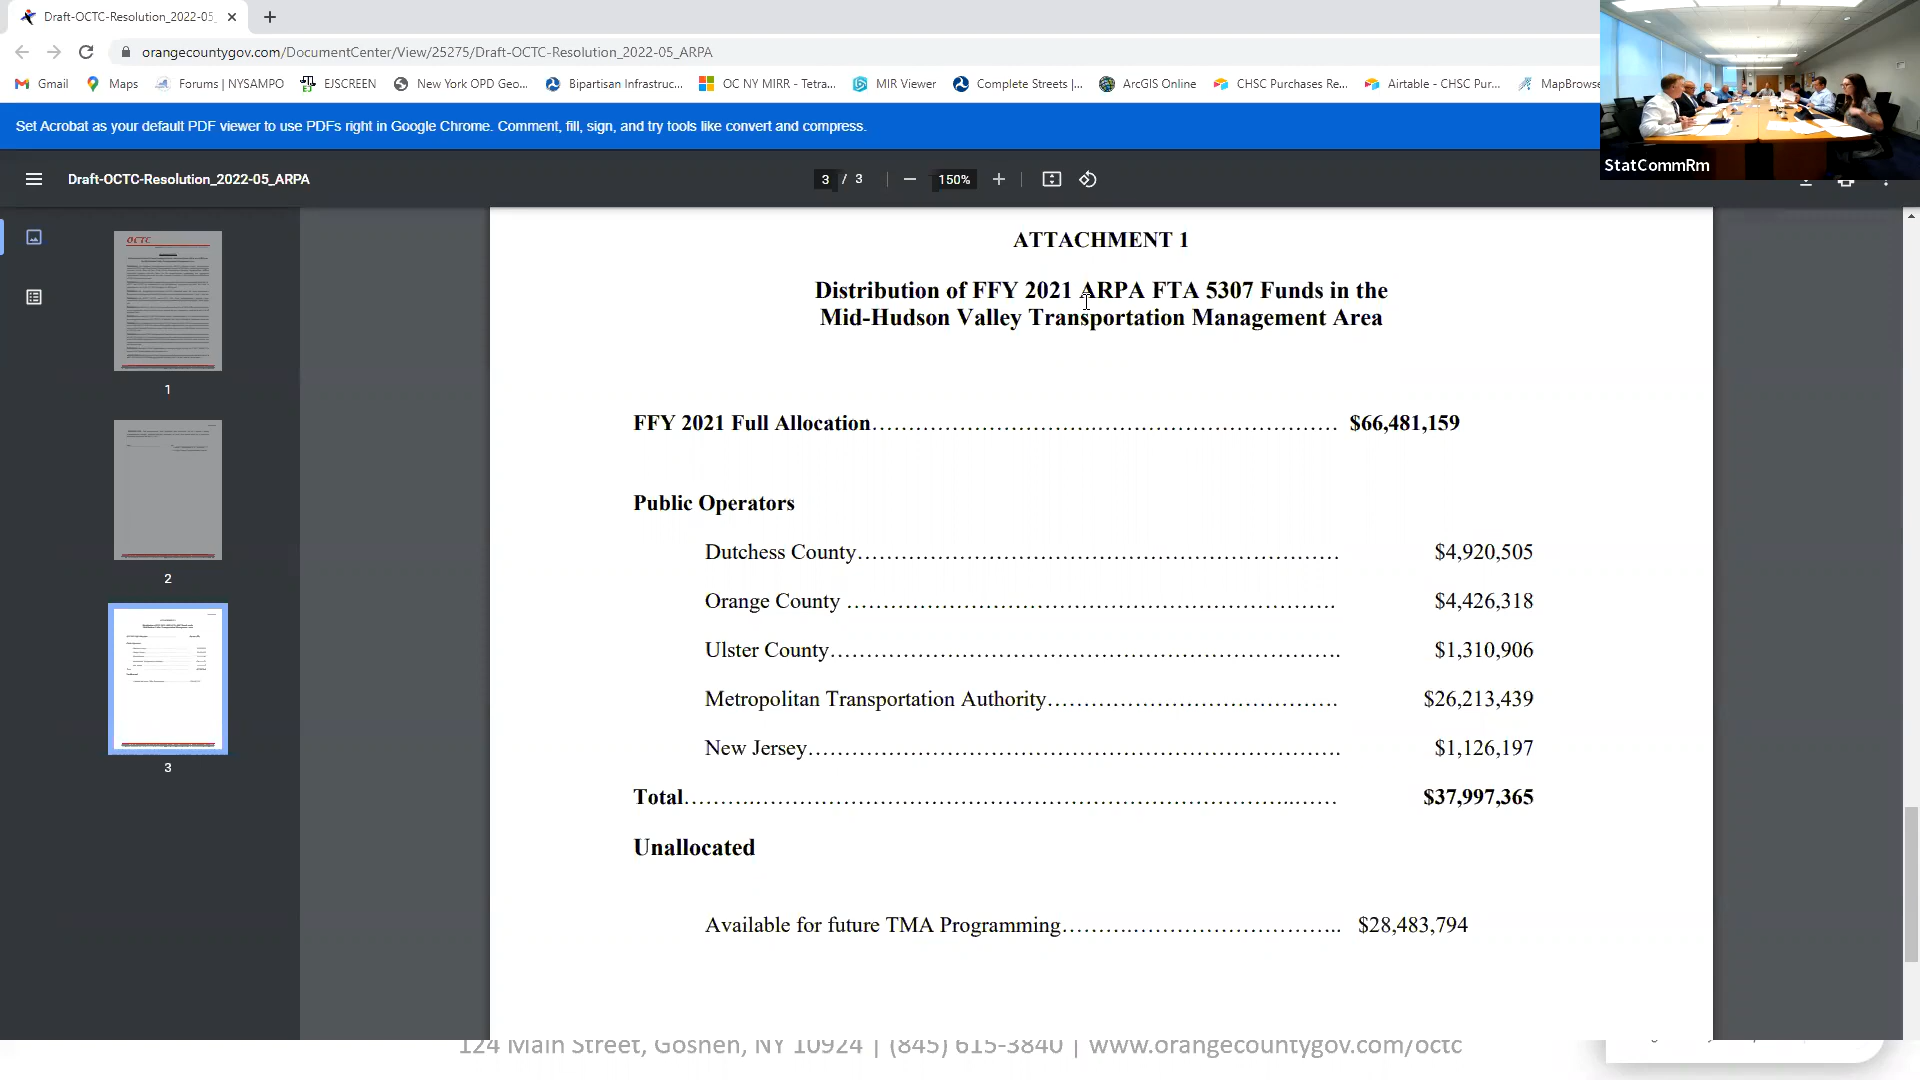 Draft-OCTC-Resolution_2022-05_
orangecountygov.com/DocumentCenter/View/25275/Draft-OCTC-Resolution_2022-05_ARPA
Gmail Maps Forums | NYSAMPO EJSCREEN New York OPD Geo... Bipartisan Infrastruc... OC NY MIRR - Tetra... MIR Viewer Complete Streets |... ArcGIS Online CHSC Purchases Re... Airtable - CHSC Pur... MapBrowse
Set Acrobat as your default PDF viewer to use PDFs right in Google Chrome. Comment, fill, sign, and try tools like convert and compress.
StatCommRm
Draft-OCTC-Resolution_2022-05_ARPA
3 / 3 150%
OCTC
1
2
3
ATTACHMENT 1
Distribution of FFY 2021 ARPA FTA 5307 Funds in the
Mid-Hudson Valley Transportation Management Area
FFY 2021 Full Allocation…………………………………………………… $66,481,159
Public Operators
Dutchess County………………………………………………………… $4,920,505
Orange County ………………………………………………………. $4,426,318
Ulster County……………………………………………………………. $1,310,906
Metropolitan Transportation Authority…………………………………. $26,213,439
New Jersey………………………………………………………………. $1,126,197
Total……………………………………………………………………… $37,997,365
Unallocated
Available for future TMA Programming……………………………….. $28,483,794
124 Main Street, Goshen, NY 10924 | (845) 615-3840 | www.orangecountygov.com/octc